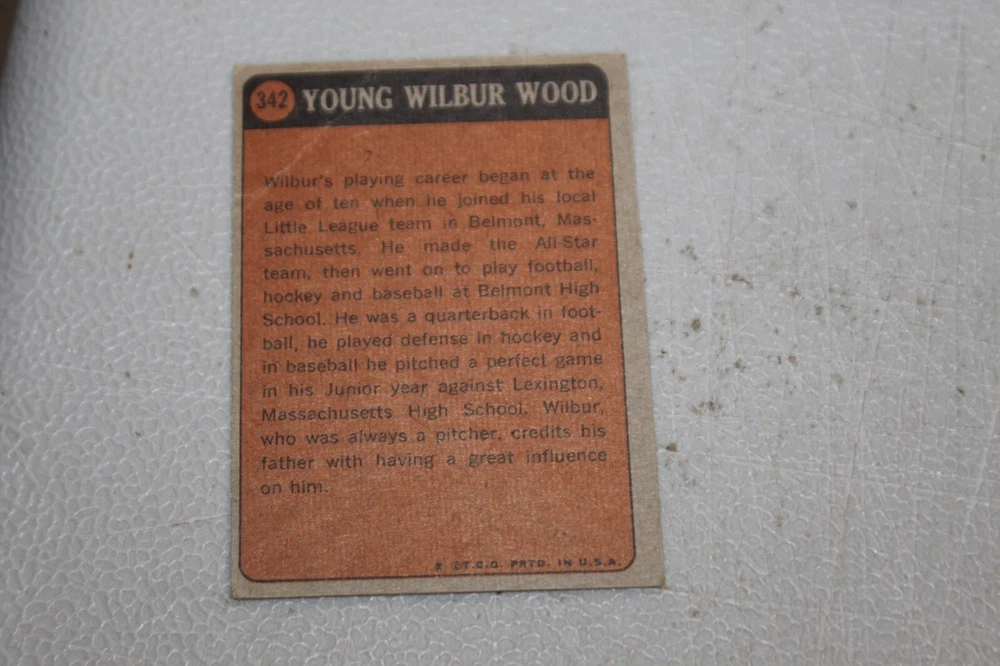 342 YOUNG WILBUR WOOD
Wilbur's playing career began at the
age of ten when he joined his local
Little League team in Belmont, Mas-
sachusetts. He made the All-Star
team, then went on to play football,
hockey and baseball at Belmont High
School. He was a quarterback in foot-
ball, he played defense in hockey and
in baseball he pitched a perfect game
in his Junior year against Lexington,
Massachusetts High School. Wilbur,
who was always a pitcher, credits his
father with having a great influence
on him.
* ©T.C.G. PRTD. IN U.S.A.